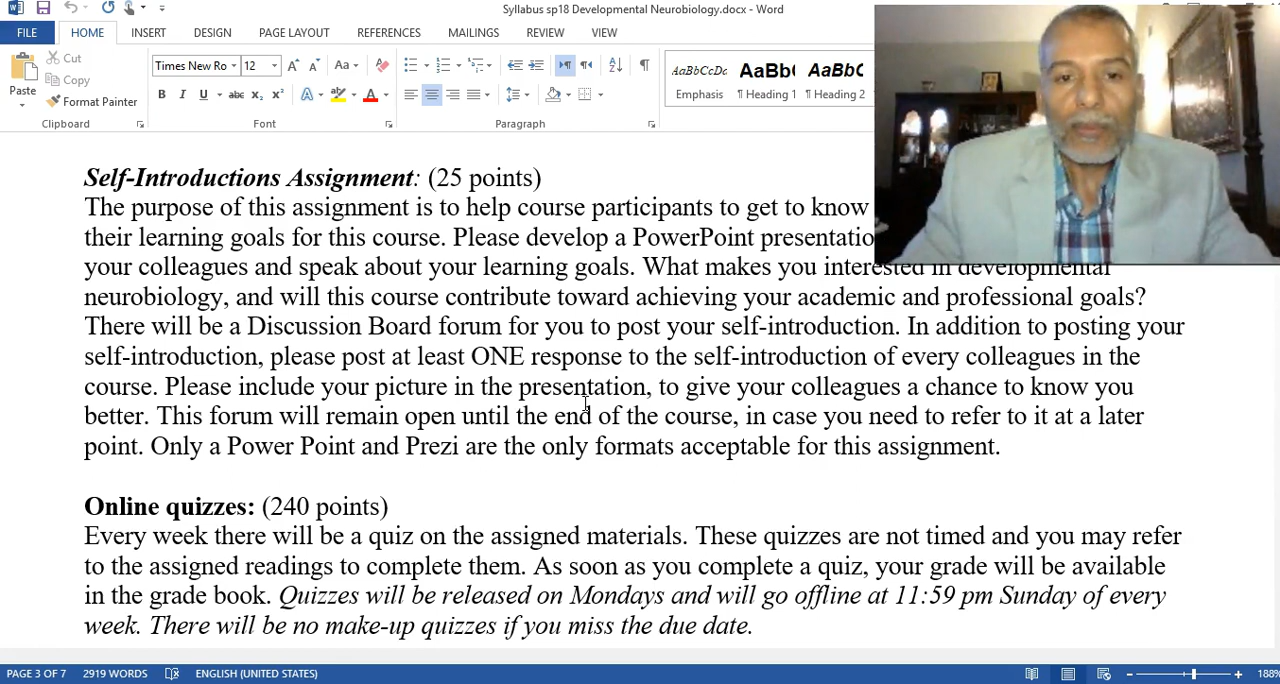 Syllabus sp18 Developmental Neurobiology.docx - Word
FILE HOME INSERT DESIGN PAGE LAYOUT REFERENCES MAILINGS REVIEW VIEW
Cut
Copy
Format Painter
Paste
Times New Ro 12 Aa
B I U abc X₂ X² A A
AaBbCcDc AaBb( AaBbC
Emphasis ¶ Heading 1 ¶ Heading 2
Clipboard Font Paragraph
Self-Introductions Assignment: (25 points)
The purpose of this assignment is to help course participants to get to know
their learning goals for this course. Please develop a PowerPoint
your colleagues and speak about your learning goals. What makes you interested in developmental
neurobiology, and will this course contribute toward achieving your academic and professional goals?
There will be a Discussion Board forum for you to post your self-introduction. In addition to posting your
self-introduction, please post at least ONE response to the self-introduction of every colleagues in the
course. Please include your picture in the presentation, to give your colleagues a chance to know you
better. This forum will remain open until the end of the course, in case you need to refer to it at a later
point. Only a Power Point and Prezi are the only formats acceptable for this assignment.
Online quizzes: (240 points)
Every week there will be a quiz on the assigned materials. These quizzes are not timed and you may refer
to the assigned readings to complete them. As soon as you complete a quiz, your grade will be available
in the grade book. Quizzes will be released on Mondays and will go offline at 11:59 pm Sunday of every
week. There will be no make-up quizzes if you miss the due date.
PAGE 3 OF 7 2919 WORDS ENGLISH (UNITED STATES) 188%